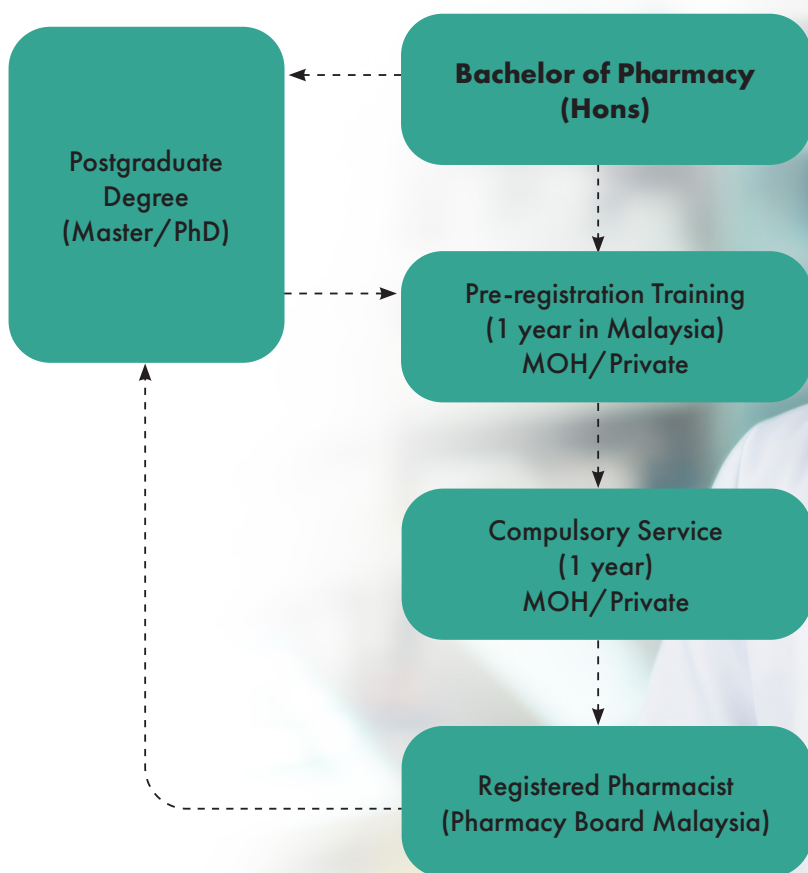 Bachelor of Pharmacy
(Hons)
Postgraduate
Degree
(Master/PhD)
Pre-registration Training
(1 year in Malaysia)
MOH/Private
Compulsory Service
(1 year)
MOH/Private
Registered Pharmacist
(Pharmacy Board Malaysia)